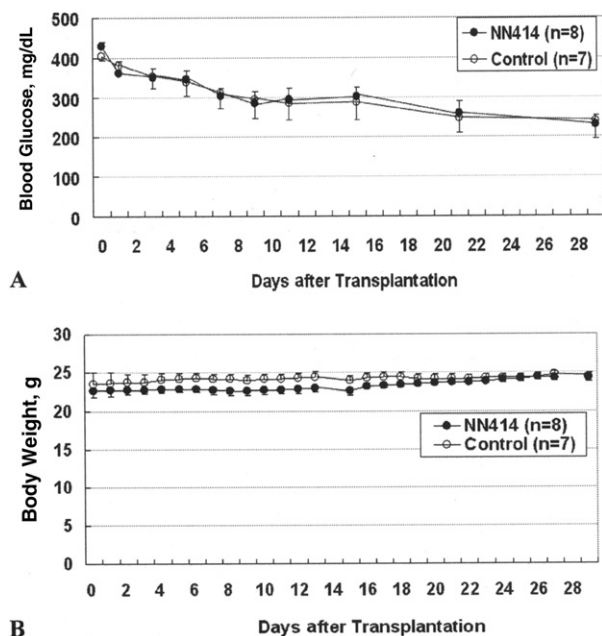 Blood Glucose, mg/dL
500
400
300
200
100
0
NN414 (n=8)
Control (n=7)
0 2 4 6 8 10 12 14 16 18 20 22 24 26 28
A
Days after Transplantation
Body Weight, g
30
25
20
15
10
5
0
NN414 (n=8)
Control (n=7)
0 2 4 6 8 10 12 14 16 18 20 22 24 26 28
B
Days after Transplantation